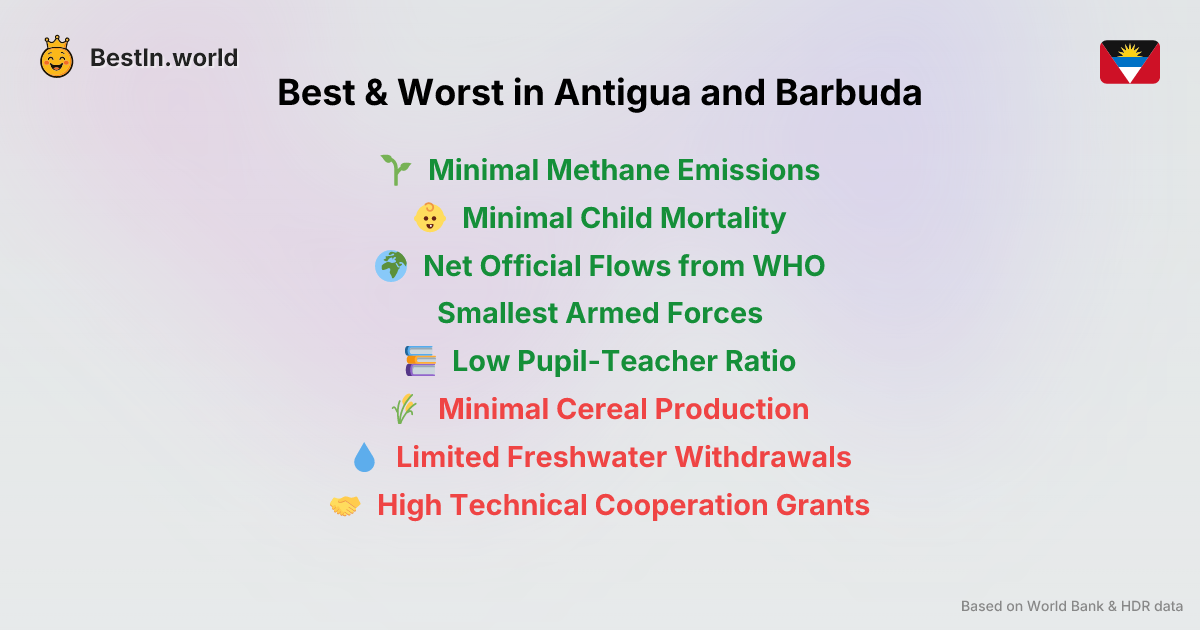 BestIn.world
Best & Worst in Antigua and Barbuda
Minimal Methane Emissions
Minimal Child Mortality
Net Official Flows from WHO
Smallest Armed Forces
Low Pupil-Teacher Ratio
Minimal Cereal Production
Limited Freshwater Withdrawals
High Technical Cooperation Grants
Based on World Bank & HDR data